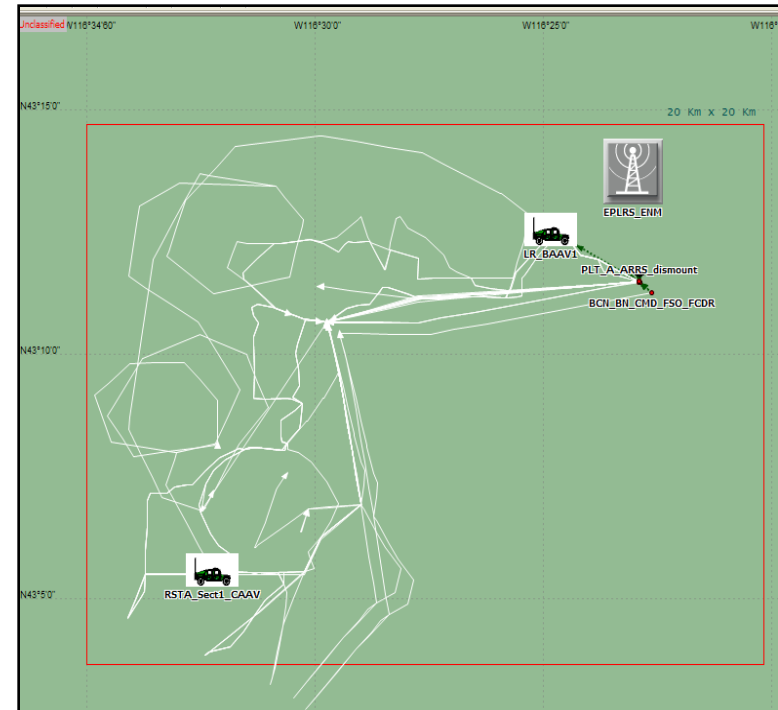 Unclassified W116°34'60" W116°30'0" W116°25'0" W116°
N43°15'0"
20 Km x 20 Km
EPLRS_ENM
LR_BAAV1
PLT_A_ARRS_dismount
BCN_BN_CMD_FSO_FCDR
N43°10'0"
RSTA_Sect1_CAAV
N43°5'0"